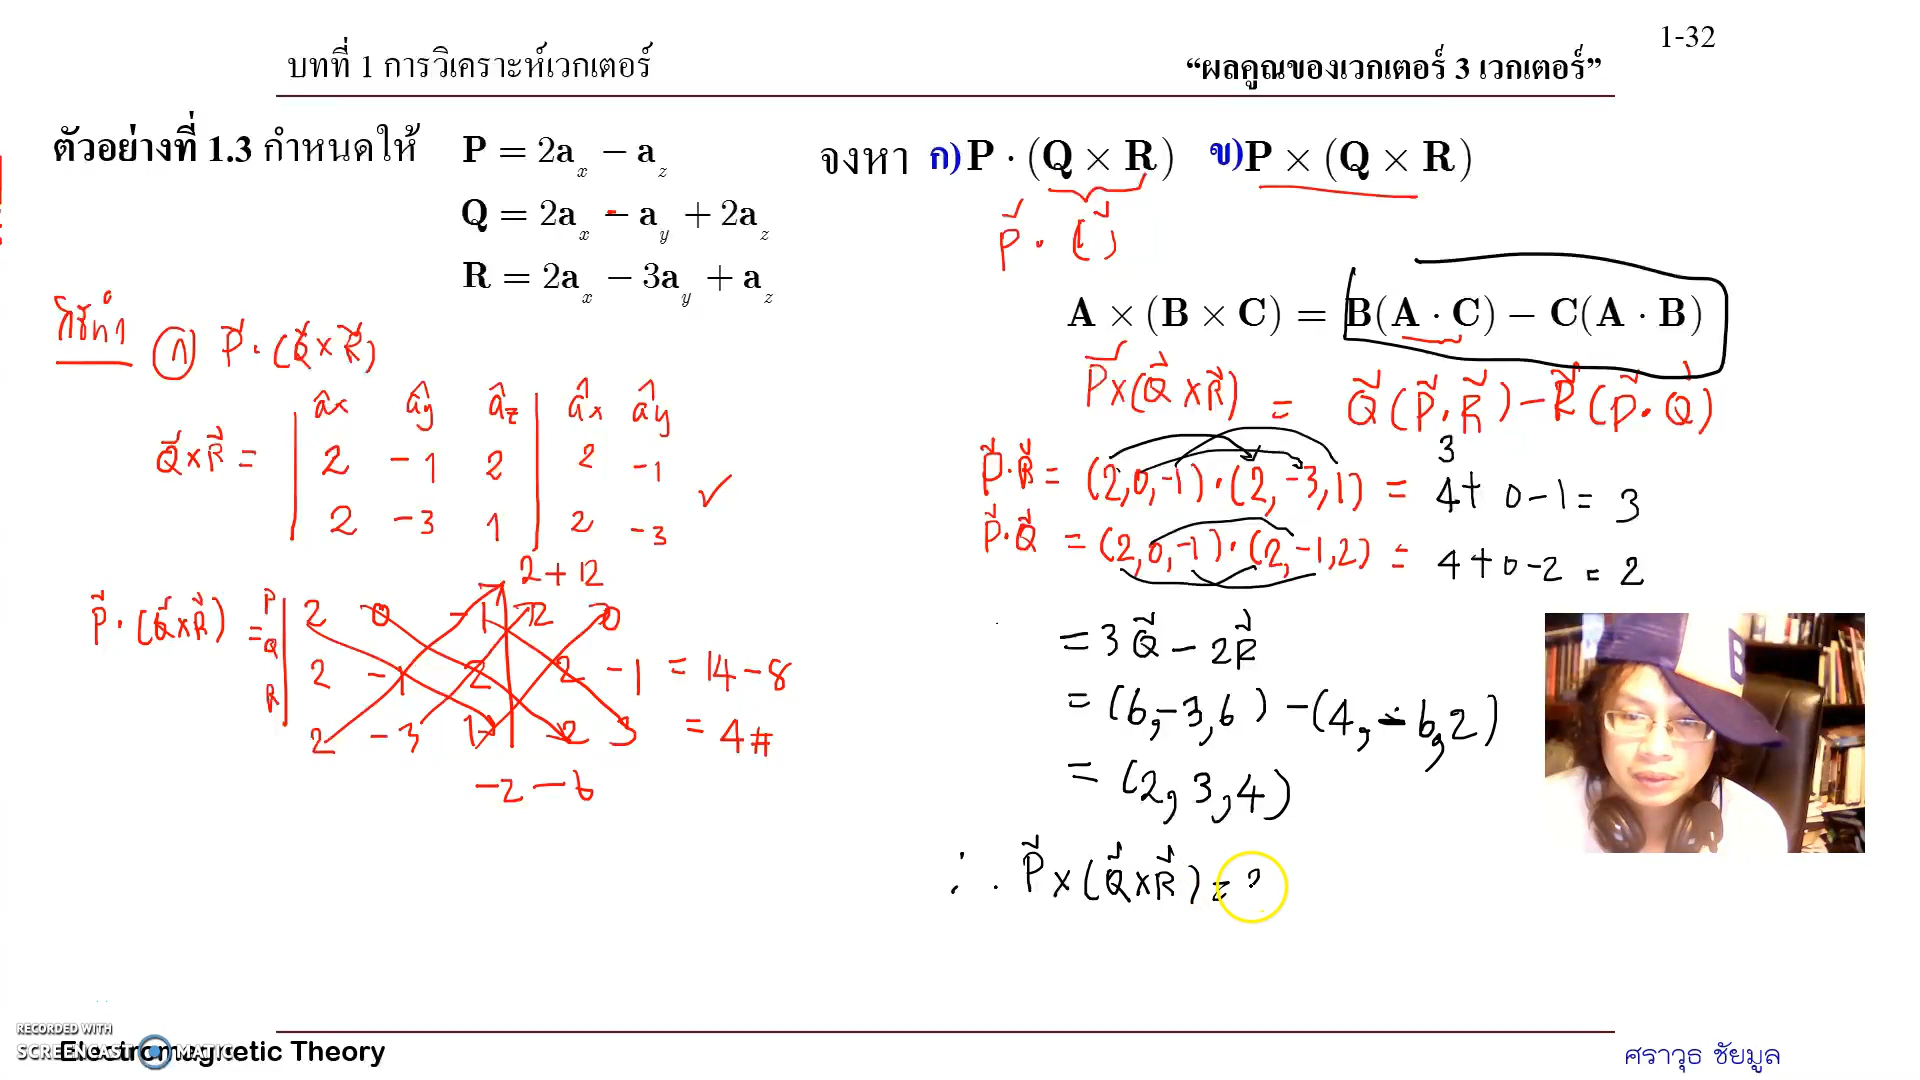 1-32
บทที่ 1 การวิเคราะห์เวกเตอร์ “ผลคูณของเวกเตอร์ 3 เวกเตอร์”
ตัวอย่างที่ 1.3 กำหนดให้ P = 2a_x − a_z จงหา ก) P · (Q × R) ข) P × (Q × R)
Q = 2a_x − a_y + 2a_z
R = 2a_x − 3a_y + a_z
P⃗ · ( )
A × (B × C) = B(A · C) − C(A · B)
วิธีทำ ก P⃗ · (Q⃗ × R⃗)
P⃗ × (Q⃗ × R⃗) = Q⃗(P⃗ · R⃗) − R⃗(P⃗ · Q⃗)
âx ây âz âx ây
Q⃗ × R⃗ = 2 −1 2 2 −1
2 −3 1 2 −3
3
P⃗ · R⃗ = (2, 0, −1) · (2, −3, 1) = 4 + 0 − 1 = 3
P⃗ · Q⃗ = (2, 0, −1) · (2, −1, 2) = 4 + 0 − 2 = 2
2 + 12
P⃗ · (Q⃗ × R⃗) = P 2 0 −1 2 0
Q 2 −1 2 2 −1 = 14 − 8
R 2 −3 1 2 3 = 4 #
−2 − 6
= 3Q⃗ − 2R⃗
= (6, −3, 6) − (4, −6, 2)
= (2, 3, 4)
∴ P⃗ × (Q⃗ × R⃗) = 2
RECORDED WITH
SCREENCAST MATIC
Electromagnetic Theory
ศราวุธ ชัยมูล